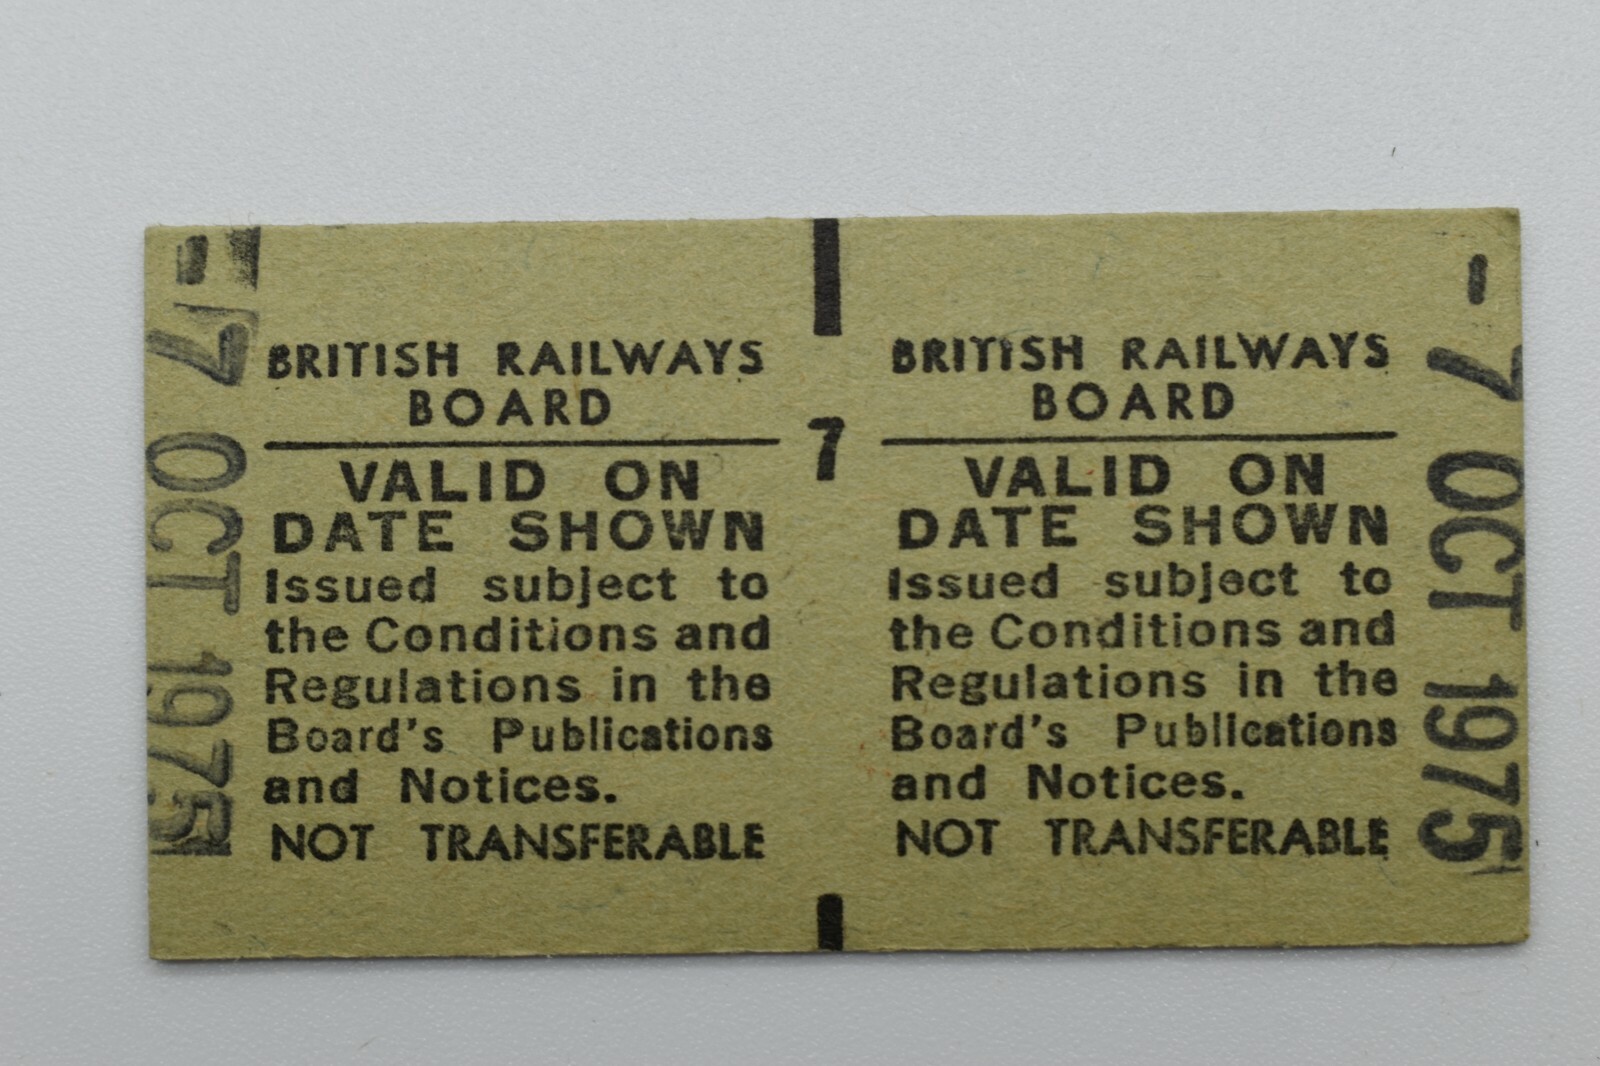 -7 OCT 1975
BRITISH RAILWAYS
BOARD
VALID ON
DATE SHOWN
Issued subject to
the Conditions and
Regulations in the
Board's Publications
and Notices.
NOT TRANSFERABLE
7
BRITISH RAILWAYS
BOARD
VALID ON
DATE SHOWN
Issued subject to
the Conditions and
Regulations in the
Board's Publications
and Notices.
NOT TRANSFERABLE
-7 OCT 1975